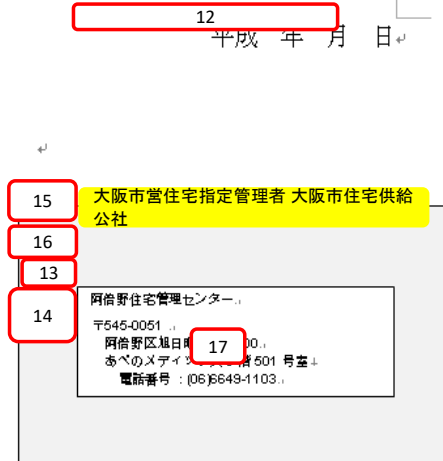 12
平成 年 月 日
15
大阪市営住宅指定管理者 大阪市住宅供給
公社
16
13
14
阿倍野住宅管理センター
〒545-0051
阿倍野区旭日 00
17
あべのメディ 階501 号室
電話番号 :(06)6649-1103